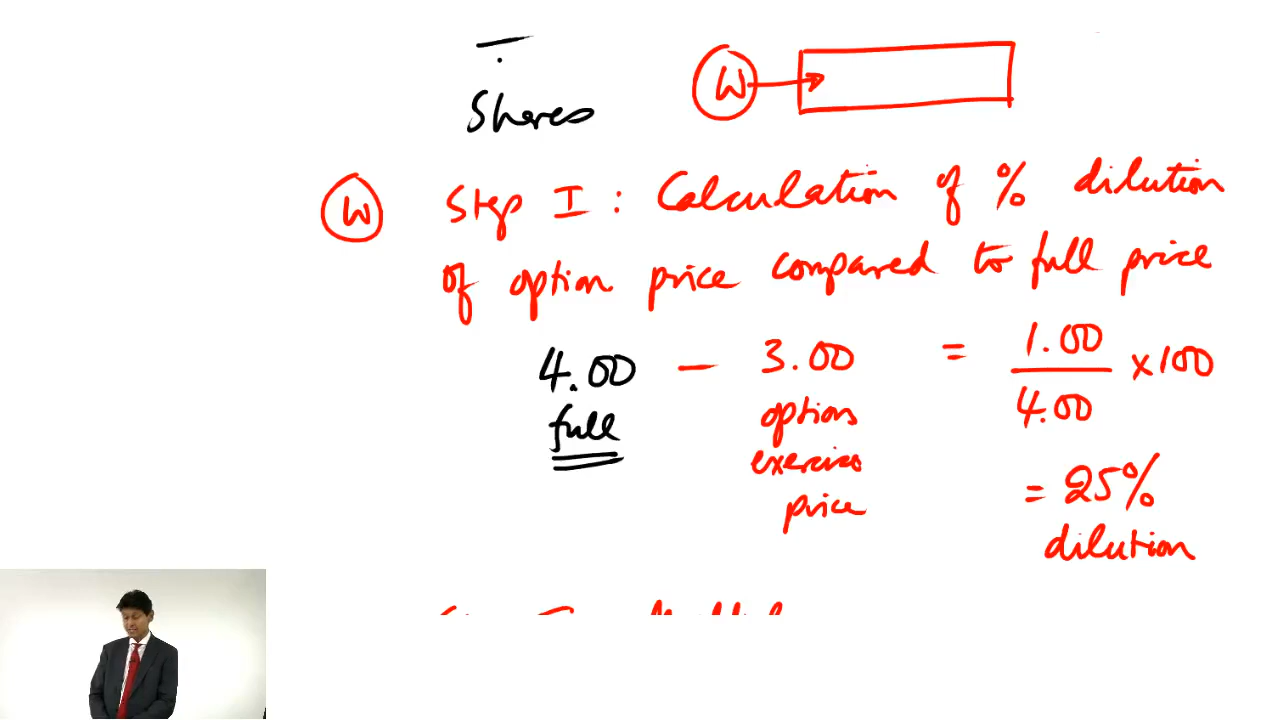 Shares
W
W Step I : Calculation of % dilution
of option price compared to full price
4.00 - 3.00 = 1.00 / 4.00 x100
full options
exercise
price
= 25%
dilution